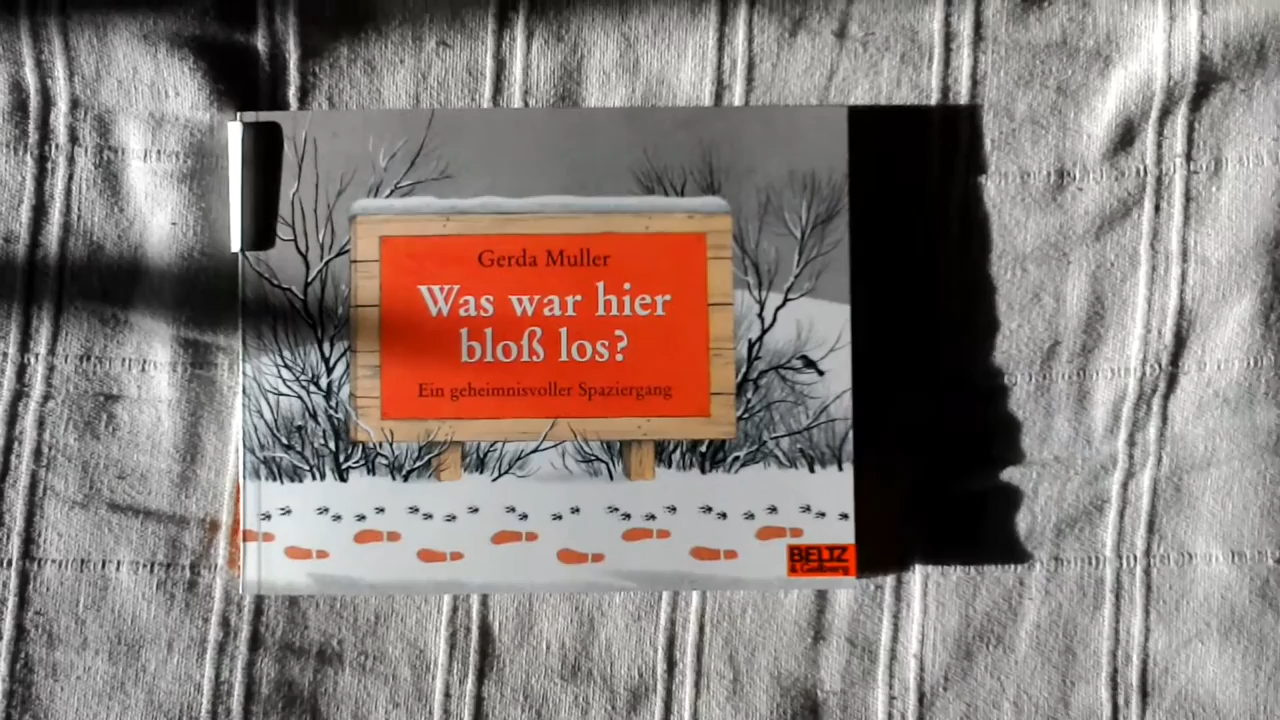 Gerda Muller
Was war hier
bloß los?
Ein geheimnisvoller Spaziergang
BELTZ
& Gelberg